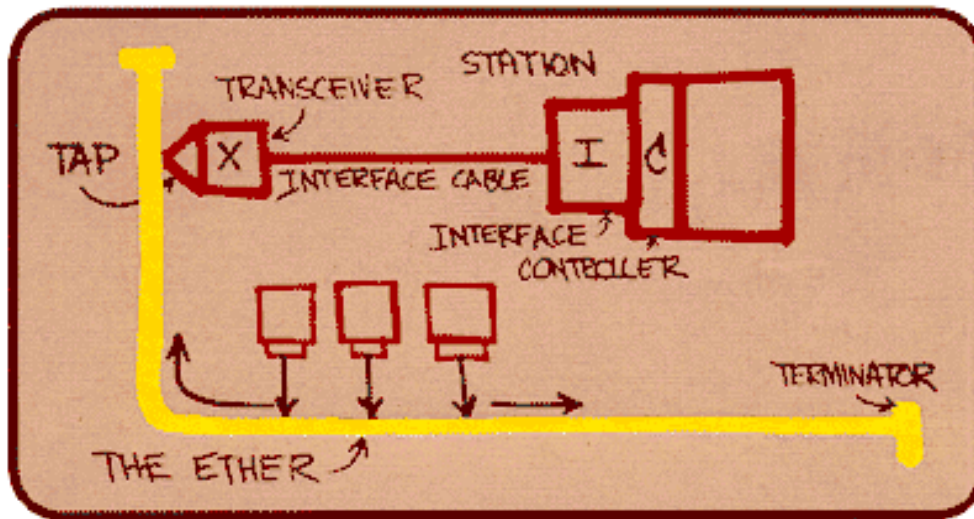 STATION
TRANSCEIVER
TAP
X
I
C
INTERFACE CABLE
INTERFACE
CONTROLLER
TERMINATOR
THE ETHER